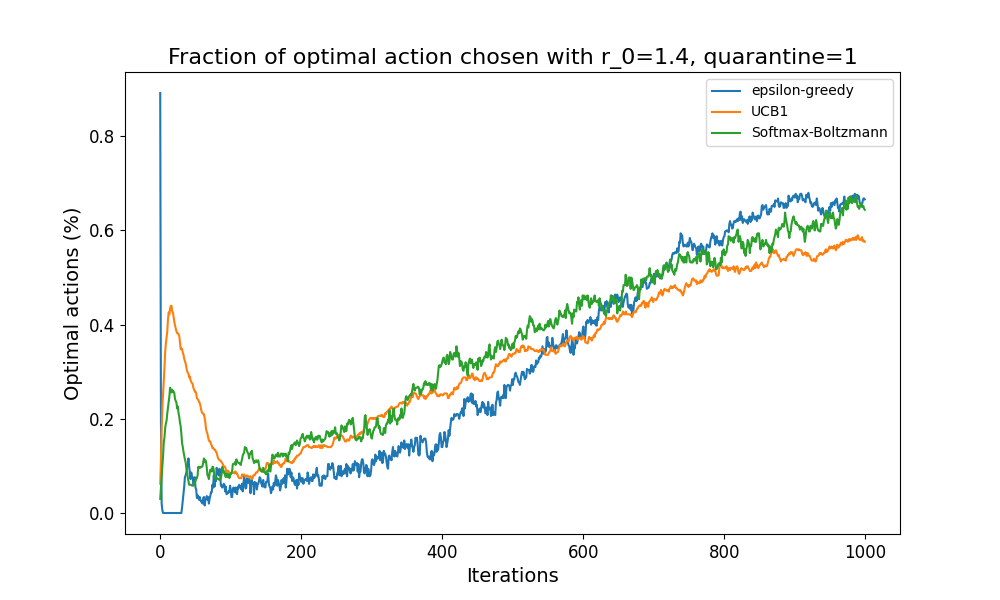 Fraction of optimal action chosen with r_0=1.4, quarantine=1
epsilon-greedy
UCB1
Softmax-Boltzmann
Optimal actions (%)
0.8
0.6
0.4
0.2
0.0
0 200 400 600 800 1000
Iterations